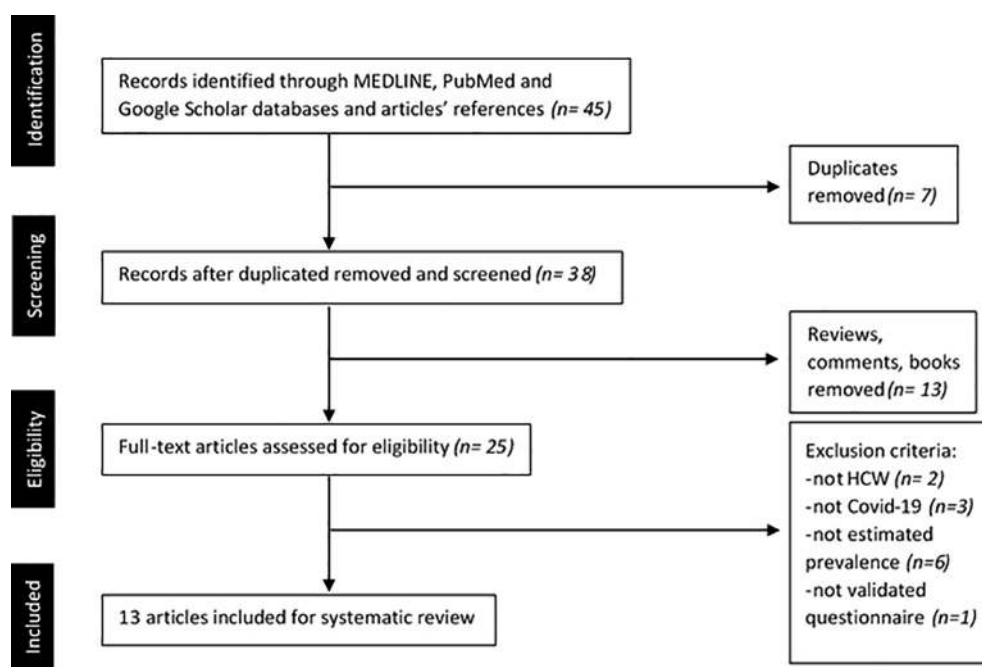 Identification
Records identified through MEDLINE, PubMed and
Google Scholar databases and articles' references (n= 45)
Duplicates
removed (n= 7)
Screening
Records after duplicated removed and screened (n= 38)
Reviews,
comments, books
removed (n= 13)
Eligibility
Full-text articles assessed for eligibility (n= 25)
Exclusion criteria:
-not HCW (n= 2)
-not Covid-19 (n=3)
-not estimated
prevalence (n=6)
-not validated
questionnaire (n=1)
Included
13 articles included for systematic review